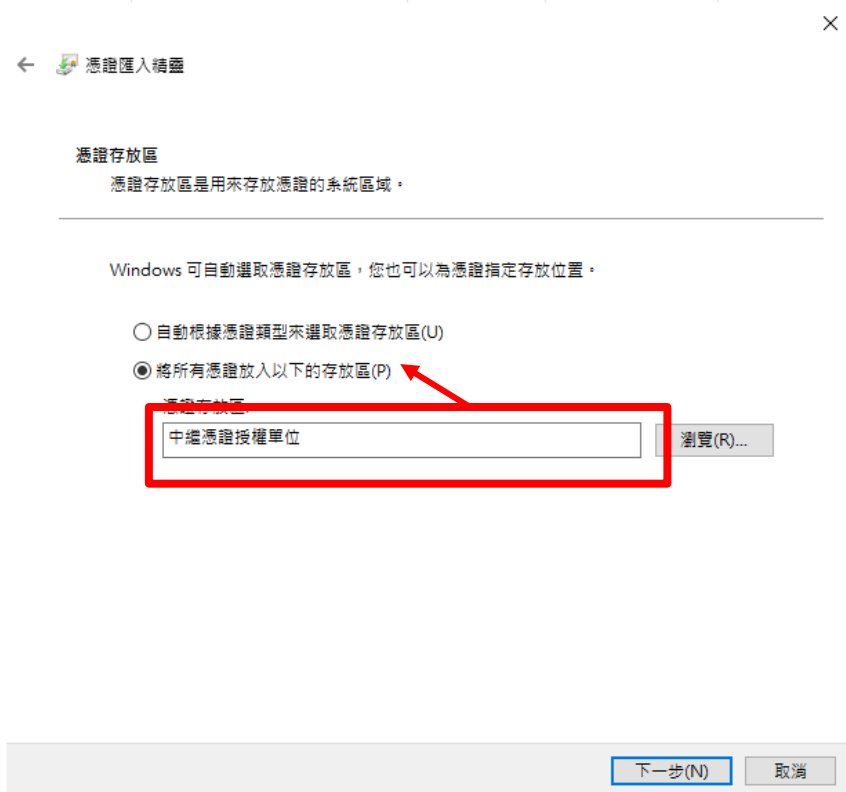 憑證匯入精靈
憑證存放區
憑證存放區是用來存放憑證的系統區域。
Windows 可自動選取憑證存放區，您也可以為憑證指定存放位置。
自動根據憑證類型來選取憑證存放區(U)
將所有憑證放入以下的存放區(P)
憑證存放區:
中繼憑證授權單位
瀏覽(R)...
下一步(N)
取消